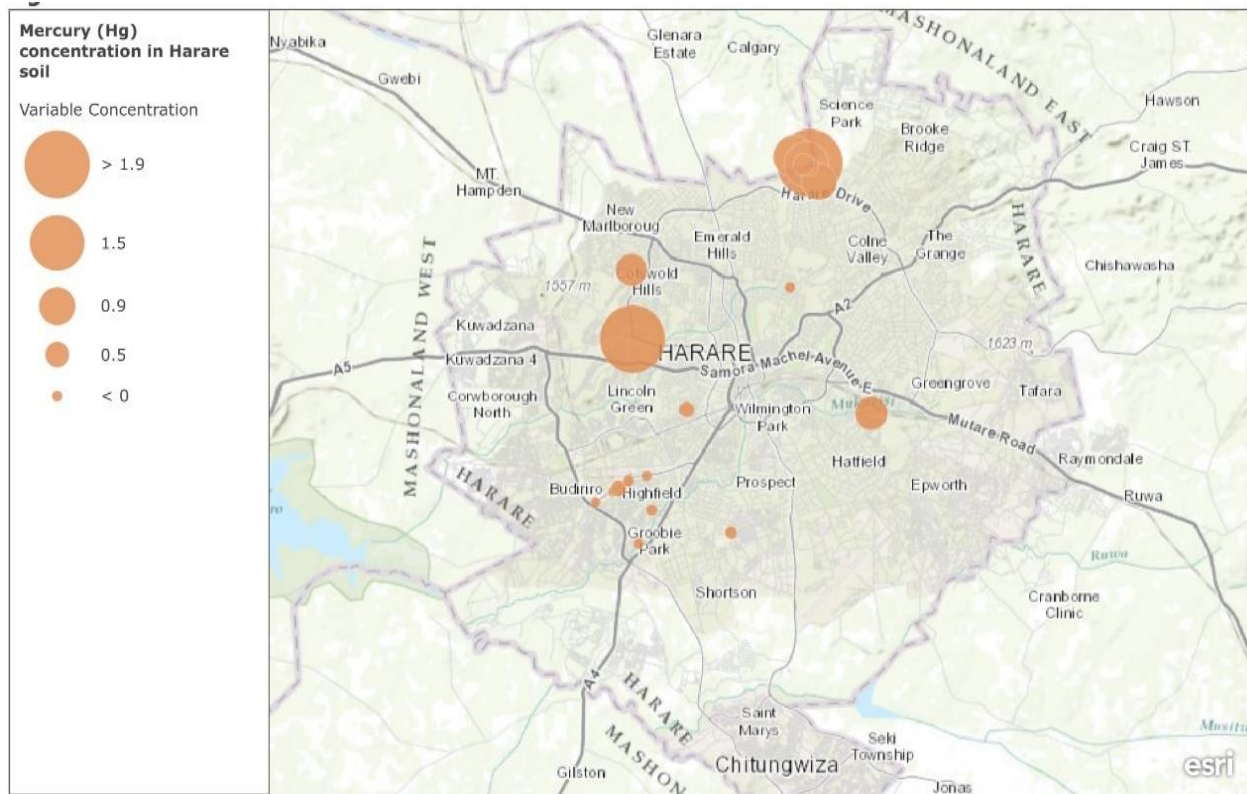 Mercury (Hg)
concentration in Harare
soil
Variable Concentration
> 1.9
1.5
0.9
0.5
< 0
Nyabika
Gwebi
Glenara
Estate
Calgary
MASHONALAND EAST
Science
Park
Brooke
Ridge
Hawson
Craig ST.
James
MT.
Hampden
New
Marlboroug
Harare Drive
Emerald
Hills
Colne
Valley
The
Grange
HARARE
Chishawasha
MASHONALAND WEST
1557 m
Cotswold
Hills
A2
Kuwadzana
HARARE
1623 m
A5
Kuwadzana 4
Samora Machel Avenue E
Corwborough
North
Lincoln
Green
Greengrove
Tafara
Wilmington
Park
Mutare Road
Hatfield
Raymondale
HARARE
Budiriro
Highfield
Prospect
Epworth
Ruwa
Groobie
Park
Ruwa
Shortson
Cranborne
Clinic
A4
HARARE
MASHON
Saint
Marys
Seki
Township
Musitu
Gilston
Chitungwiza
Jonas
esri